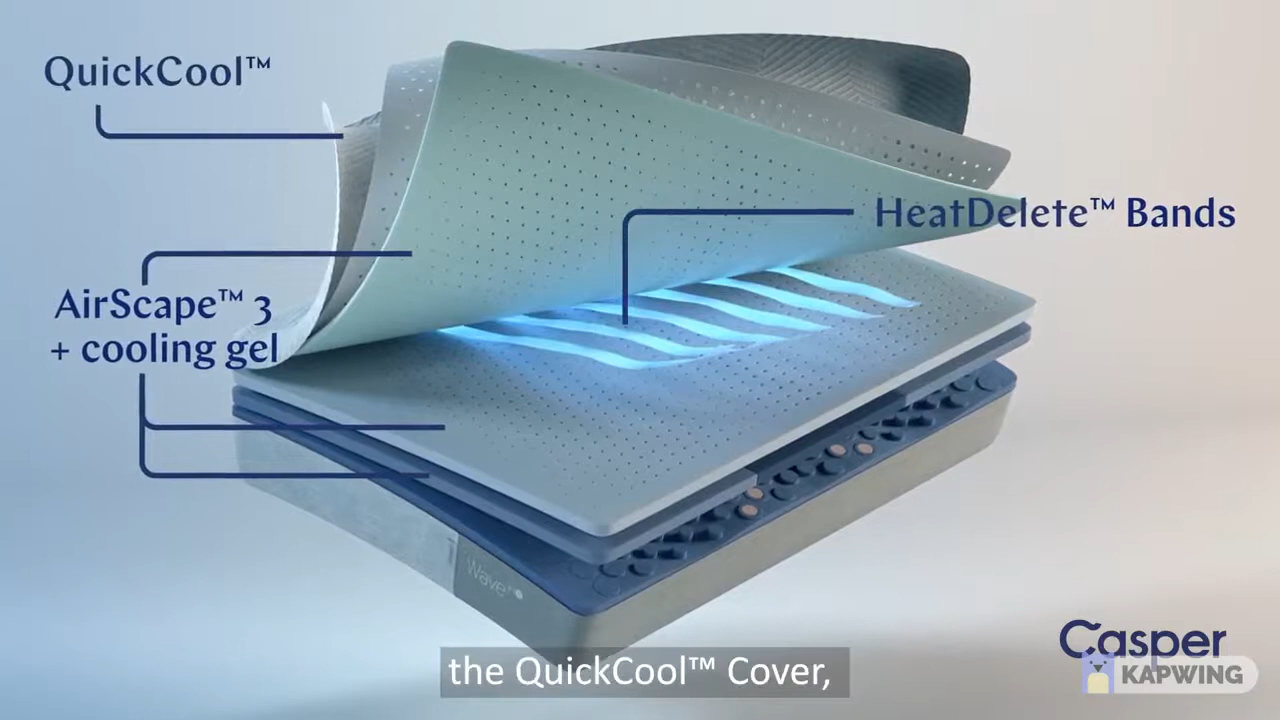 QuickCool™
HeatDelete™ Bands
AirScape™ 3
+ cooling gel
Wave
Casper
KAPWING
the QuickCool™ Cover,